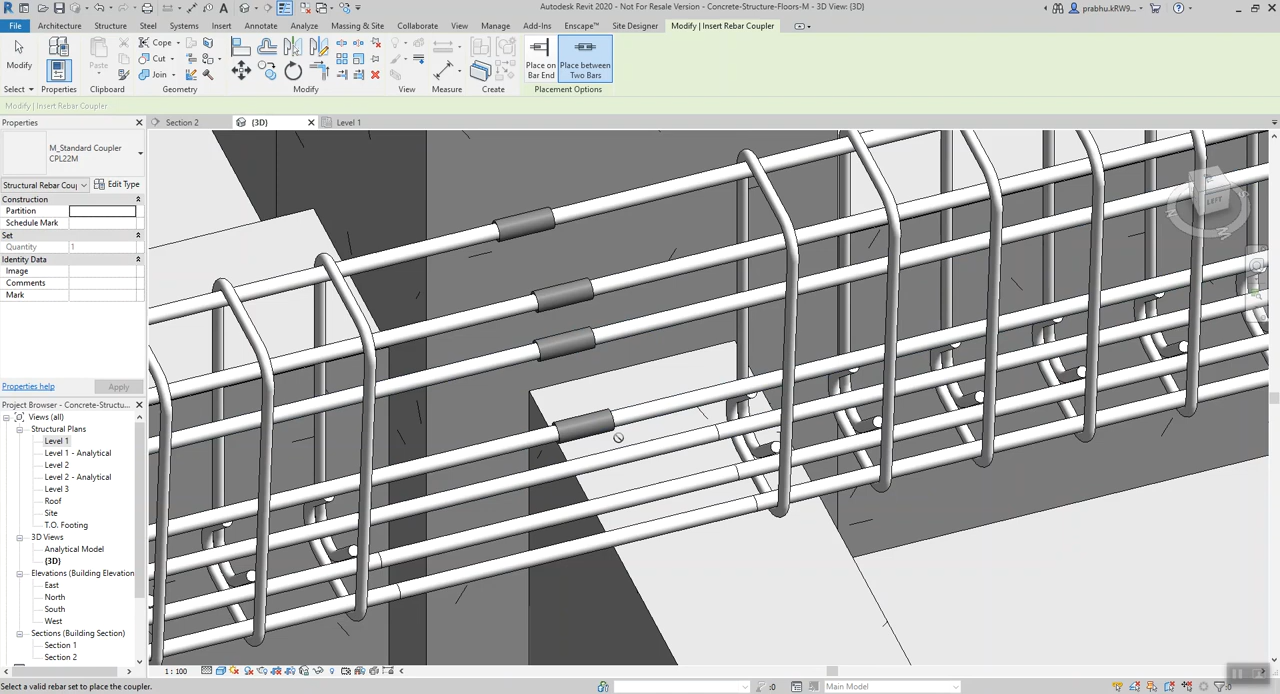 Autodesk Revit 2020 - Not For Resale Version - Concrete-Structure-Floors-M - 3D View: {3D}
prabhu.kRW9...
File Architecture Structure Steel Systems Insert Annotate Analyze Massing & Site Collaborate View Manage Add-Ins Enscape™ Site Designer Modify | Insert Rebar Coupler
Modify
Paste
Cope
Cut
Join
Place on Bar End
Place between Two Bars
Select Properties Clipboard Geometry Modify View Measure Create Placement Options
Modify | Insert Rebar Coupler
Properties
Section 2 {3D} Level 1
M_Standard Coupler
CPL22M
Structural Rebar Coup Edit Type
Construction
Partition
Schedule Mark
Set
Quantity 1
Identity Data
Image
Comments
Mark
Properties help Apply
Project Browser - Concrete-Structu...
Views (all)
Structural Plans
Level 1
Level 1 - Analytical
Level 2
Level 2 - Analytical
Level 3
Roof
Site
T.O. Footing
3D Views
Analytical Model
{3D}
Elevations (Building Elevation
East
North
South
West
Sections (Building Section)
Section 1
Section 2
LEFT
1 : 100
Select a valid rebar set to place the coupler.
:0
Main Model
:0